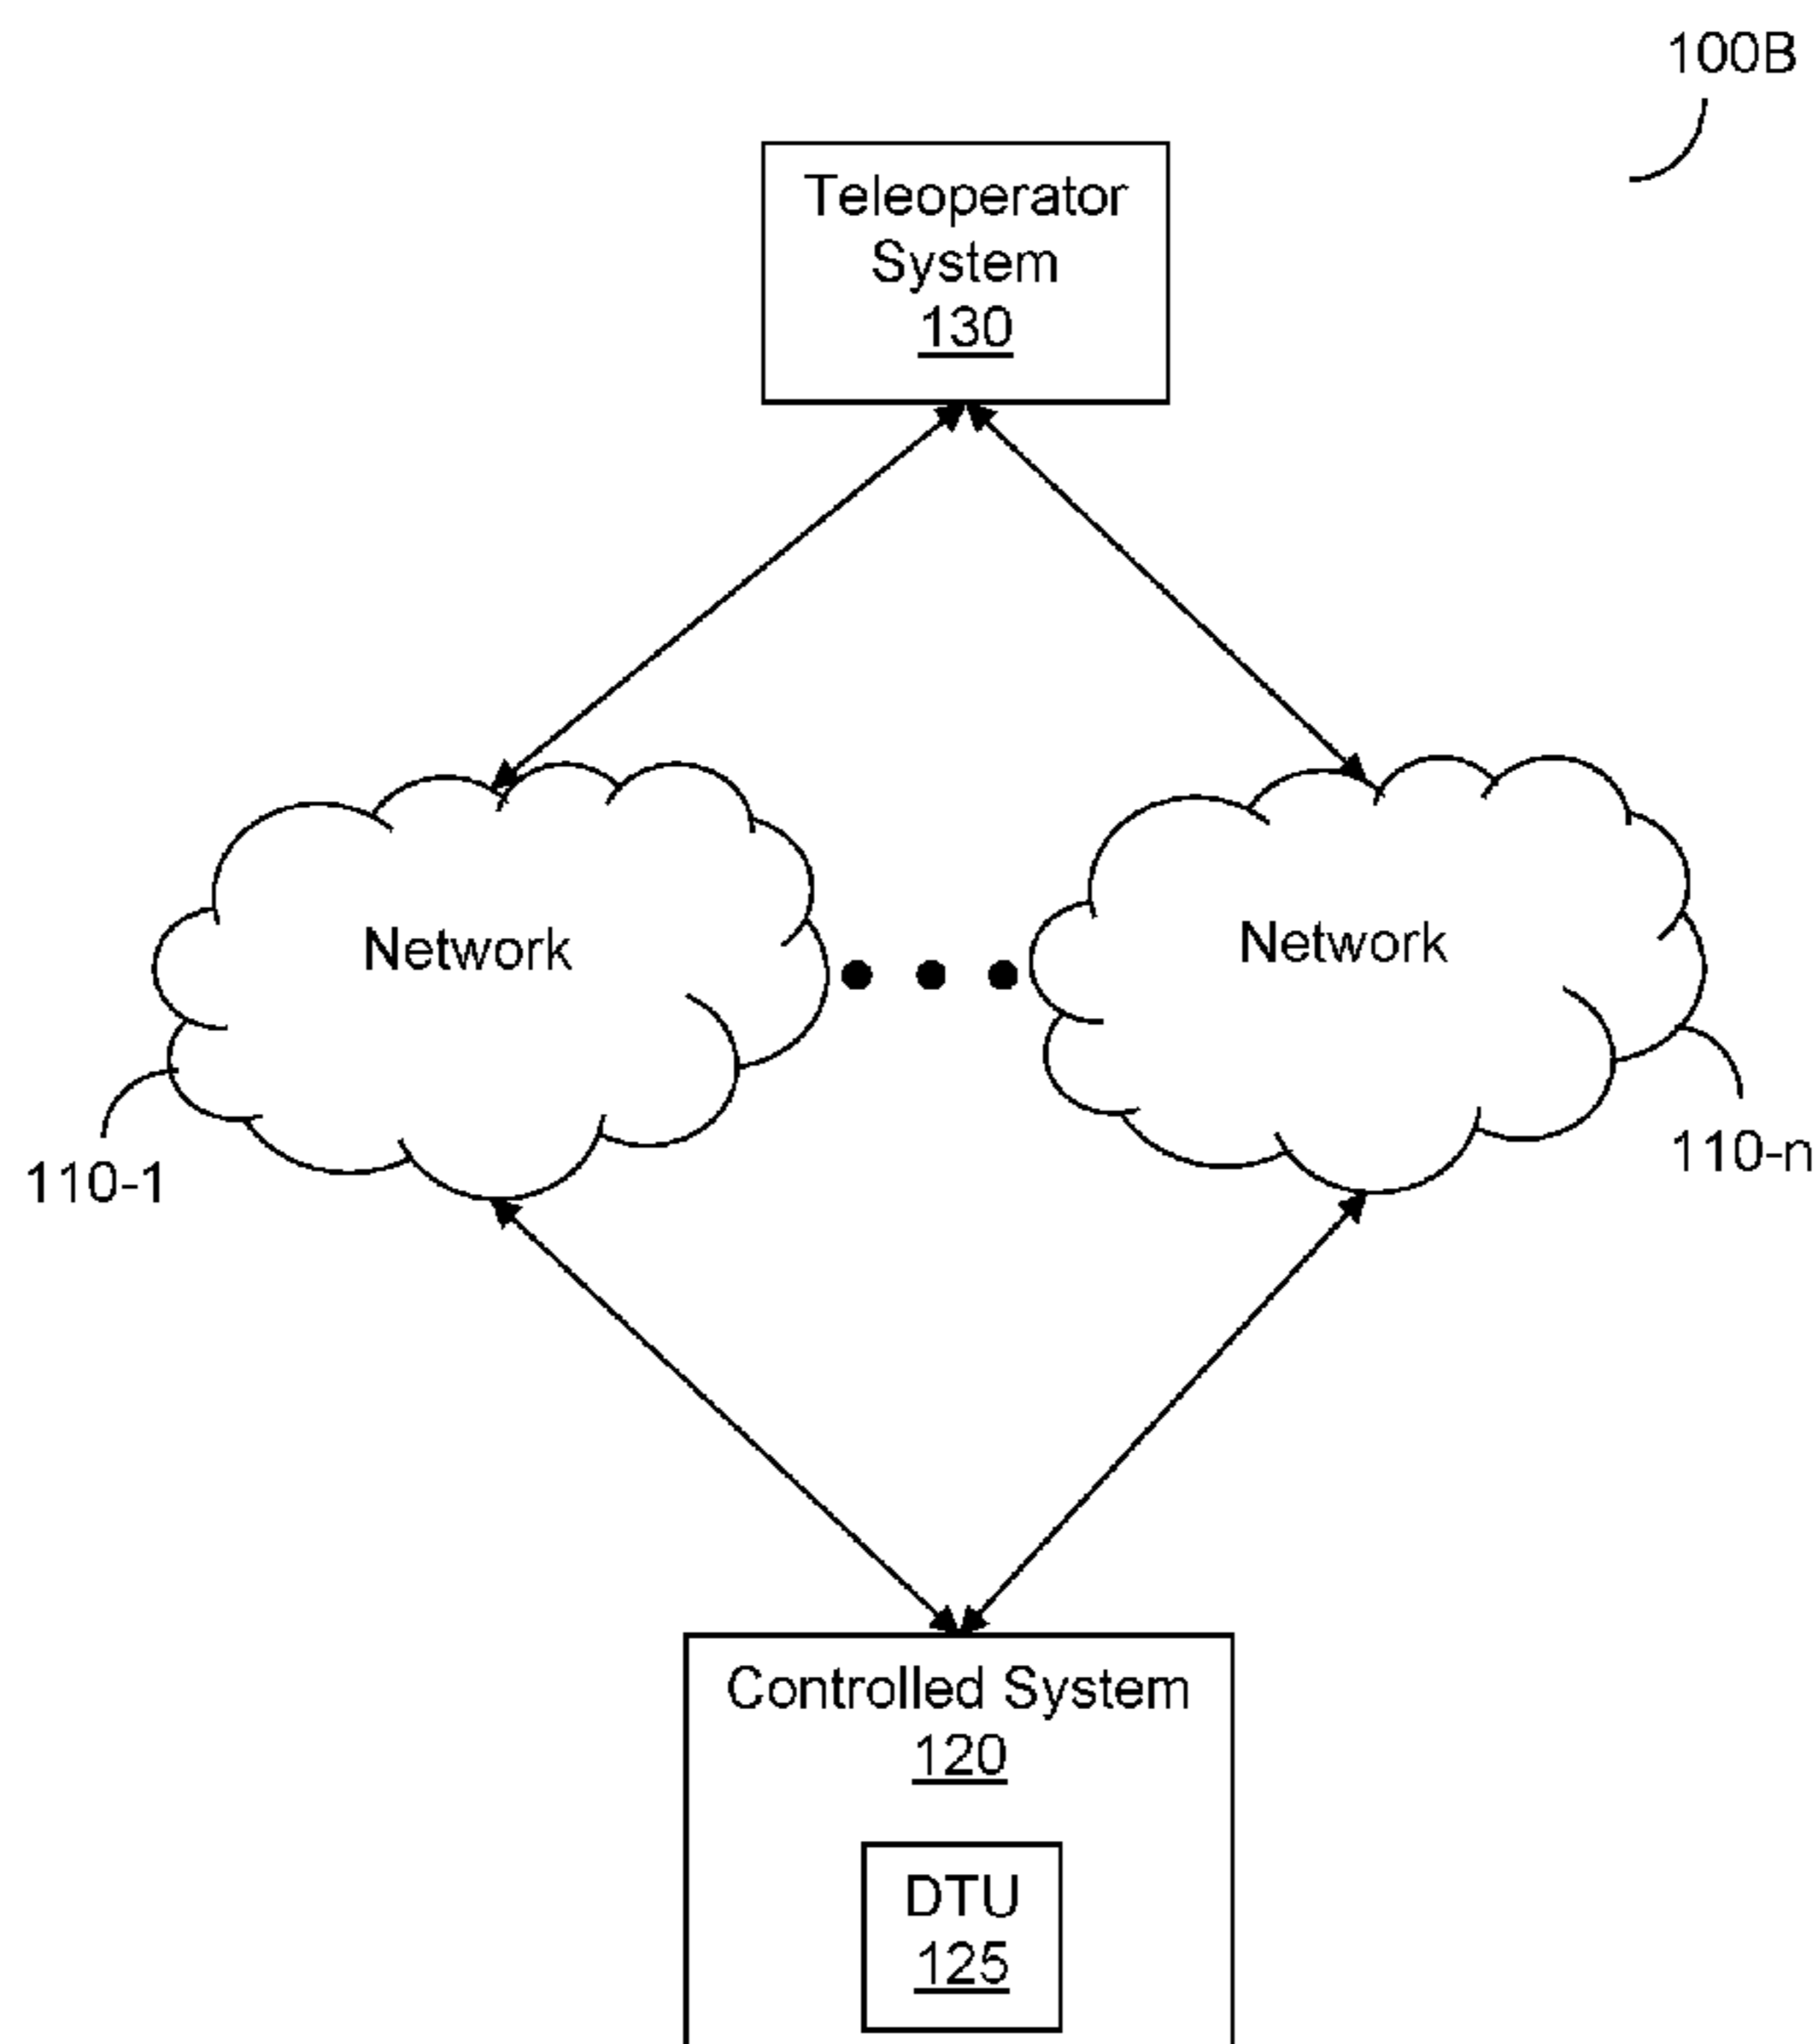 100B
Teleoperator
System
130
Network
Network
110-1
110-n
Controlled System
120
DTU
125